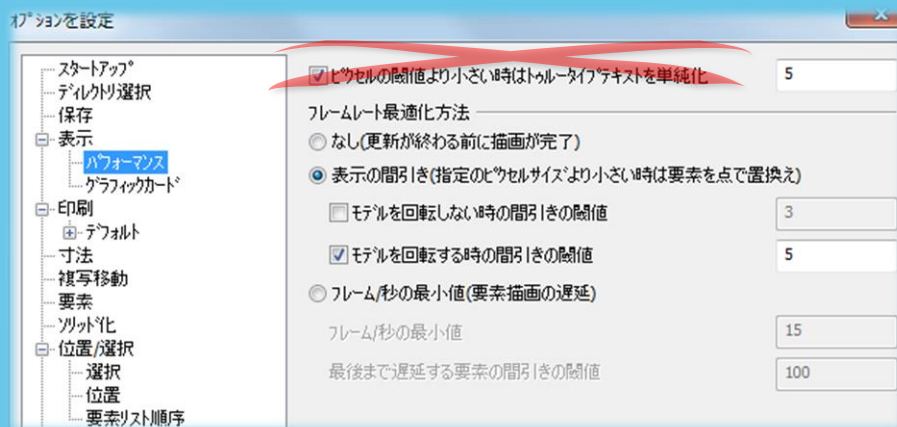 オプションを設定
スタートアップ
ディレクトリ選択
保存
表示
パフォーマンス
グラフィックカード
印刷
デフォルト
寸法
複写移動
要素
ソリッド化
位置/選択
選択
位置
要素リスト順序
ピクセルの閾値より小さい時はトゥルータイプテキストを単純化 5
フレームレート最適化方法
なし(更新が終わる前に描画が完了)
表示の間引き(指定のピクセルサイズより小さい時は要素を点で置換え)
モデルを回転しない時の間引きの閾値 3
モデルを回転する時の間引きの閾値 5
フレーム/秒の最小値(要素描画の遅延)
フレーム/秒の最小値 15
最後まで遅延する要素の間引きの閾値 100